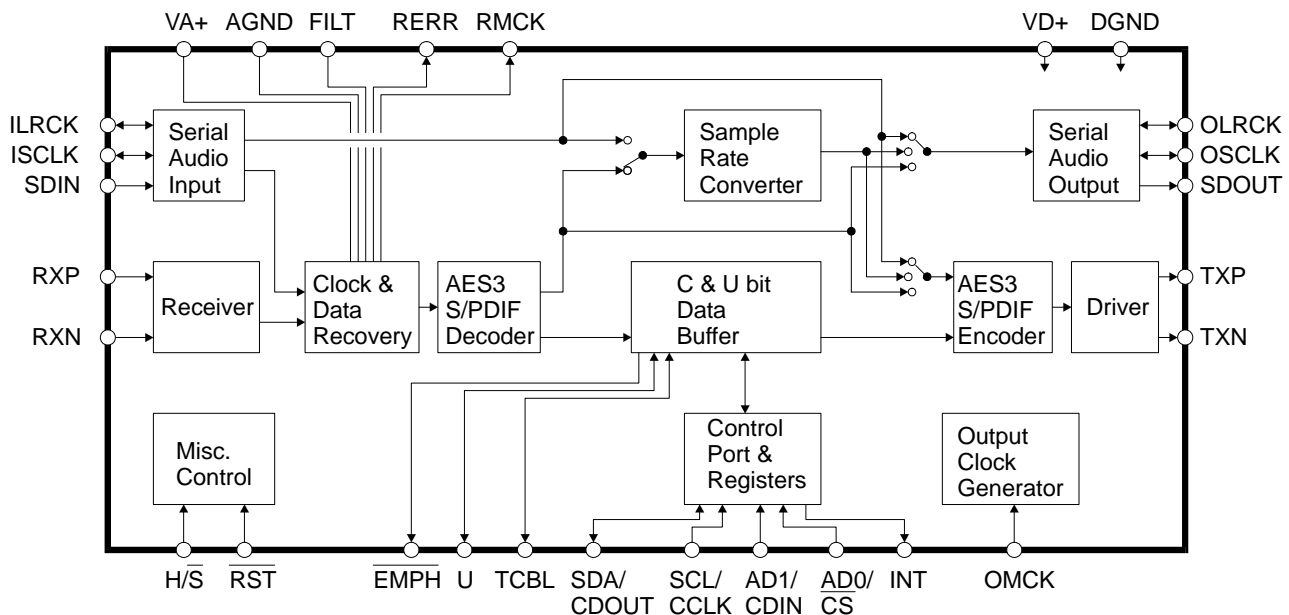 VA+ AGND FILT RERR RMCK VD+ DGND
ILRCK
ISCLK
SDIN
RXP
RXN
Serial
Audio
Input
Sample
Rate
Converter
Serial
Audio
Output
OLRCK
OSCLK
SDOUT
Receiver
Clock &
Data
Recovery
AES3
S/PDIF
Decoder
C & U bit
Data
Buffer
AES3
S/PDIF
Encoder
Driver
TXP
TXN
Misc.
Control
Control
Port &
Registers
Output
Clock
Generator
H/S̅
R̅S̅T̅
E̅M̅P̅H̅
U
TCBL
SDA/
CDOUT
SCL/
CCLK
AD1/
CDIN
AD0/
C̅S̅
INT
OMCK